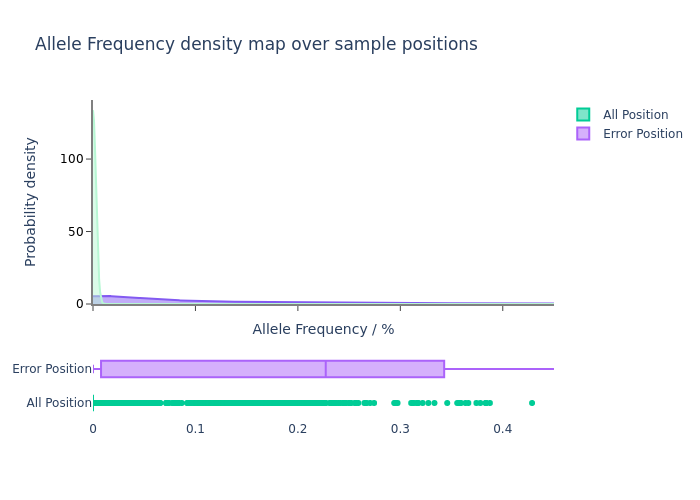 Allele Frequency density map over sample positions
All Position
Error Position
Probability density
100
50
0
Allele Frequency / %
Error Position
All Position
0
0.1
0.2
0.3
0.4